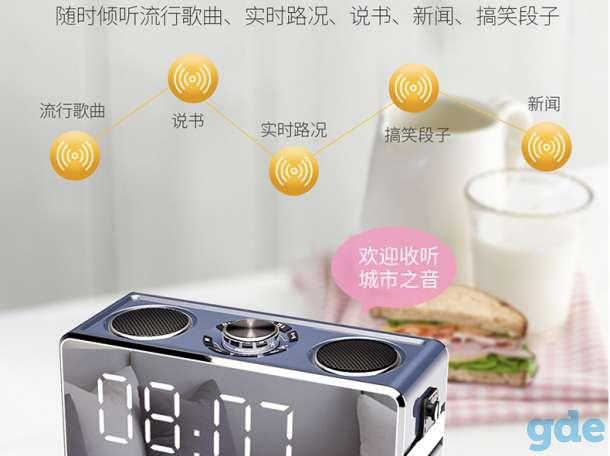 随时倾听流行歌曲、实时路况、说书、新闻、搞笑段子
流行歌曲
说书
实时路况
搞笑段子
新闻
欢迎收听
城市之音
08:07
gde